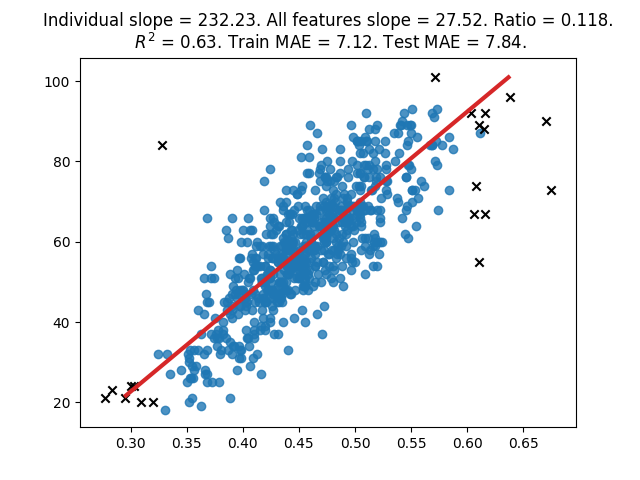 Individual slope = 232.23. All features slope = 27.52. Ratio = 0.118.
R² = 0.63. Train MAE = 7.12. Test MAE = 7.84.
100
80
60
40
20
0.30 0.35 0.40 0.45 0.50 0.55 0.60 0.65